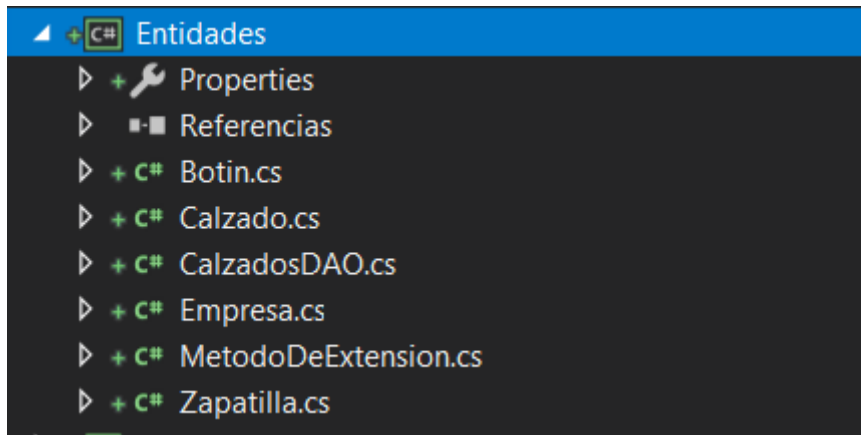 C# Entidades
Properties
Referencias
C# Botin.cs
C# Calzado.cs
C# CalzadosDAO.cs
C# Empresa.cs
C# MetodoDeExtension.cs
C# Zapatilla.cs